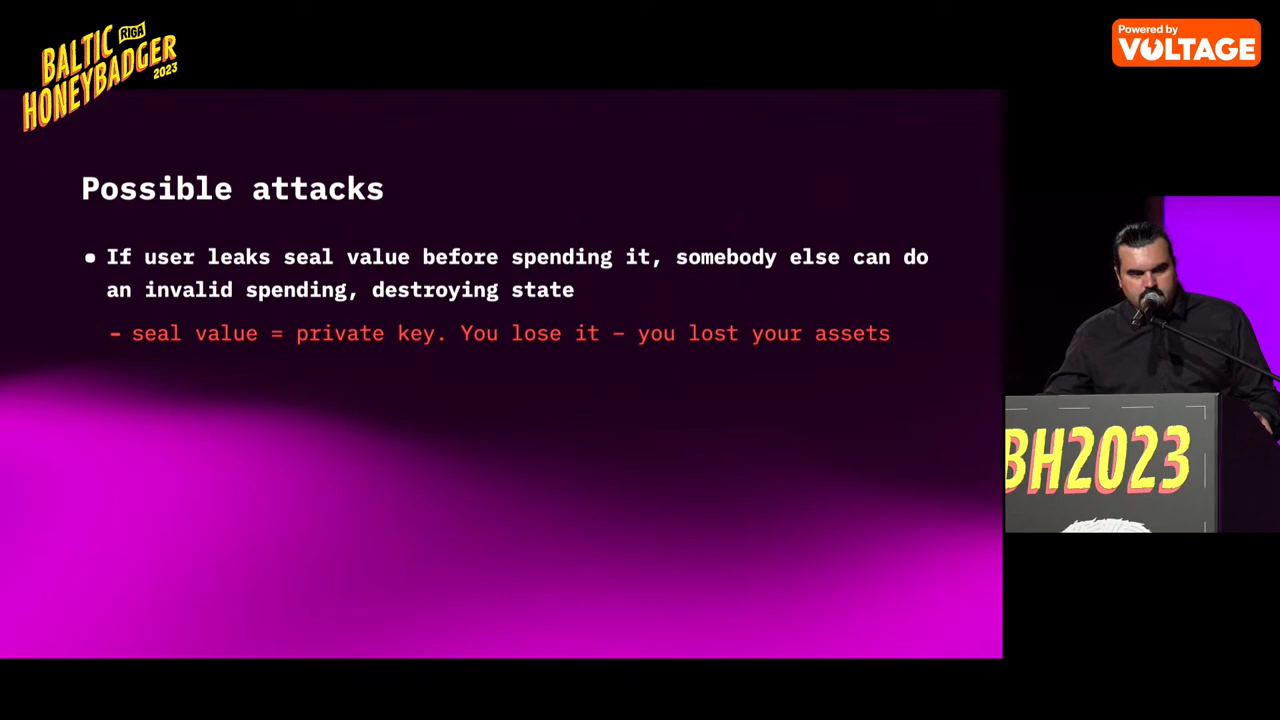 BALTIC
RIGA
HONEYBADGER
2023
Powered by
VOLTAGE
Possible attacks
• If user leaks seal value before spending it, somebody else can do
an invalid spending, destroying state
– seal value = private key. You lose it – you lost your assets
BH2023